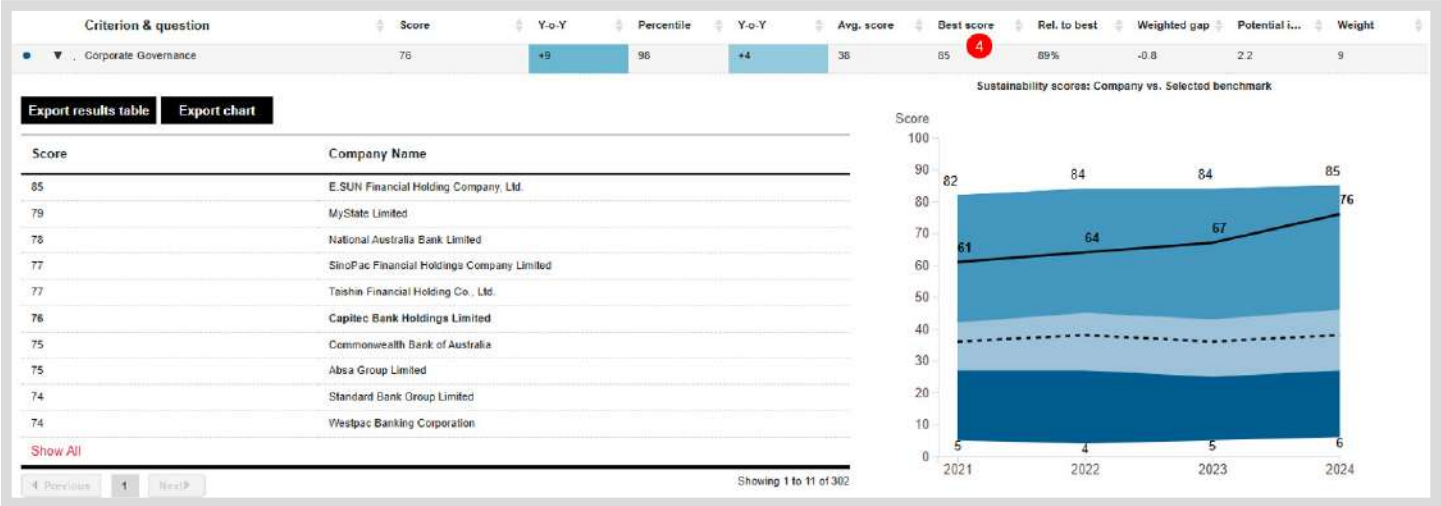 Criterion & question Score Y-o-Y Percentile Y-o-Y Avg. score Best score Rel. to best Weighted gap Potential i... Weight
4
Corporate Governance 76 +9 98 +4 38 85 89% -0.8 2.2 9
Sustainability scores: Company vs. Selected benchmark
Export results table Export chart
Score Company Name
85 E.SUN Financial Holding Company, Ltd.
79 MyState Limited
78 National Australia Bank Limited
77 SinoPac Financial Holdings Company Limited
77 Taishin Financial Holding Co., Ltd.
76 Capitec Bank Holdings Limited
75 Commonwealth Bank of Australia
75 Absa Group Limited
74 Standard Bank Group Limited
74 Westpac Banking Corporation
Show All
Previous 1 Next
Showing 1 to 11 of 302
Score
100
90
80
70
60
50
40
30
20
10
0
82 84 84 85
61 64 67 76
5 4 5 6
2021 2022 2023 2024